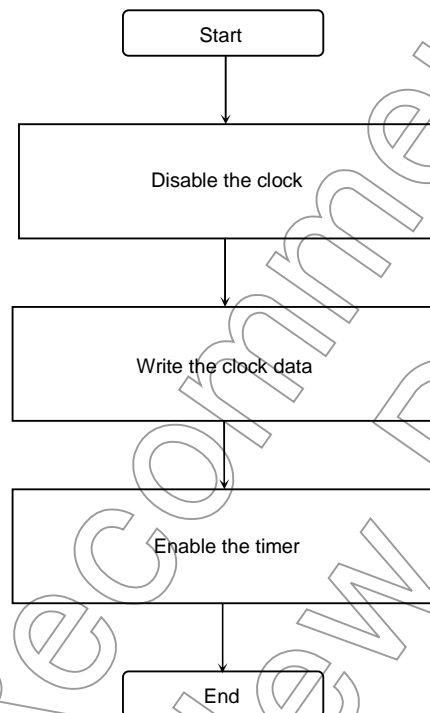 Start
Disable the clock
Write the clock data
Enable the timer
End